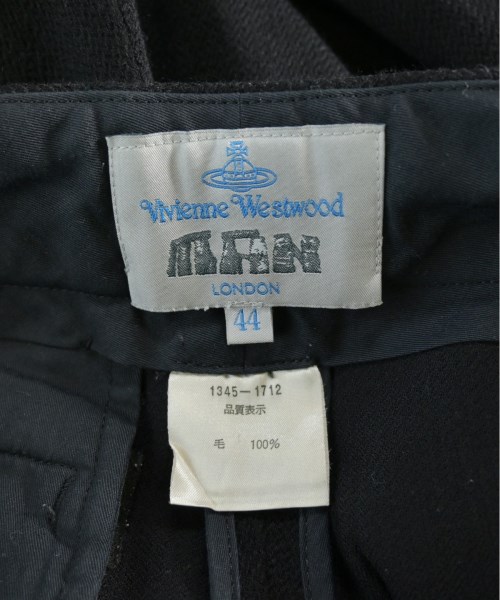 Vivienne Westwood
MAN
LONDON
44
1345-1712
品質表示
毛 100%